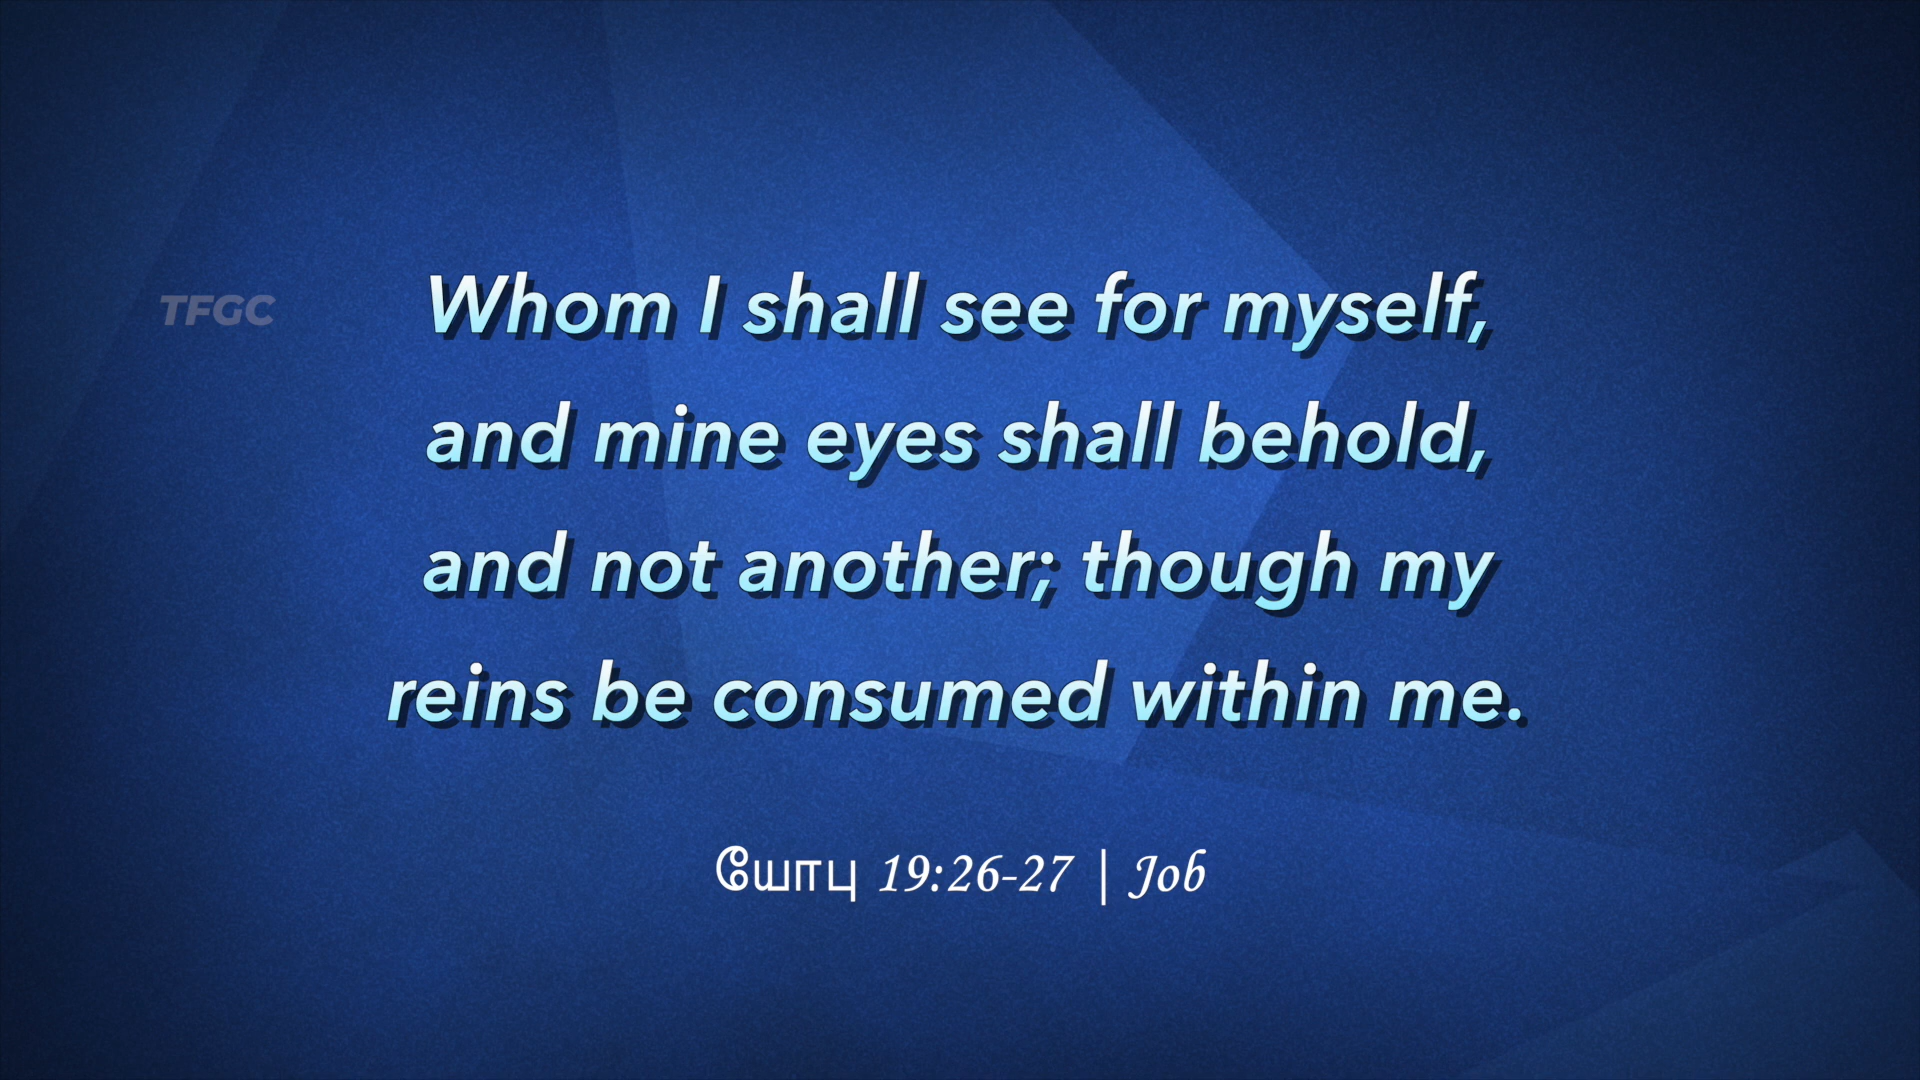 TFGC
Whom I shall see for myself,
and mine eyes shall behold,
and not another; though my
reins be consumed within me.
யோபு 19:26-27 | Job